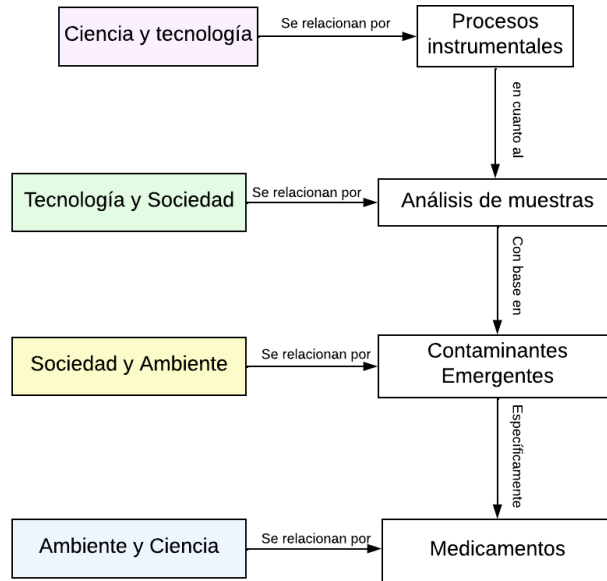 Ciencia y tecnología
Se relacionan por
Procesos
instrumentales
en cuanto al
Tecnología y Sociedad
Se relacionan por
Análisis de muestras
Con base en
Sociedad y Ambiente
Se relacionan por
Contaminantes
Emergentes
Específicamente
Ambiente y Ciencia
Se relacionan por
Medicamentos